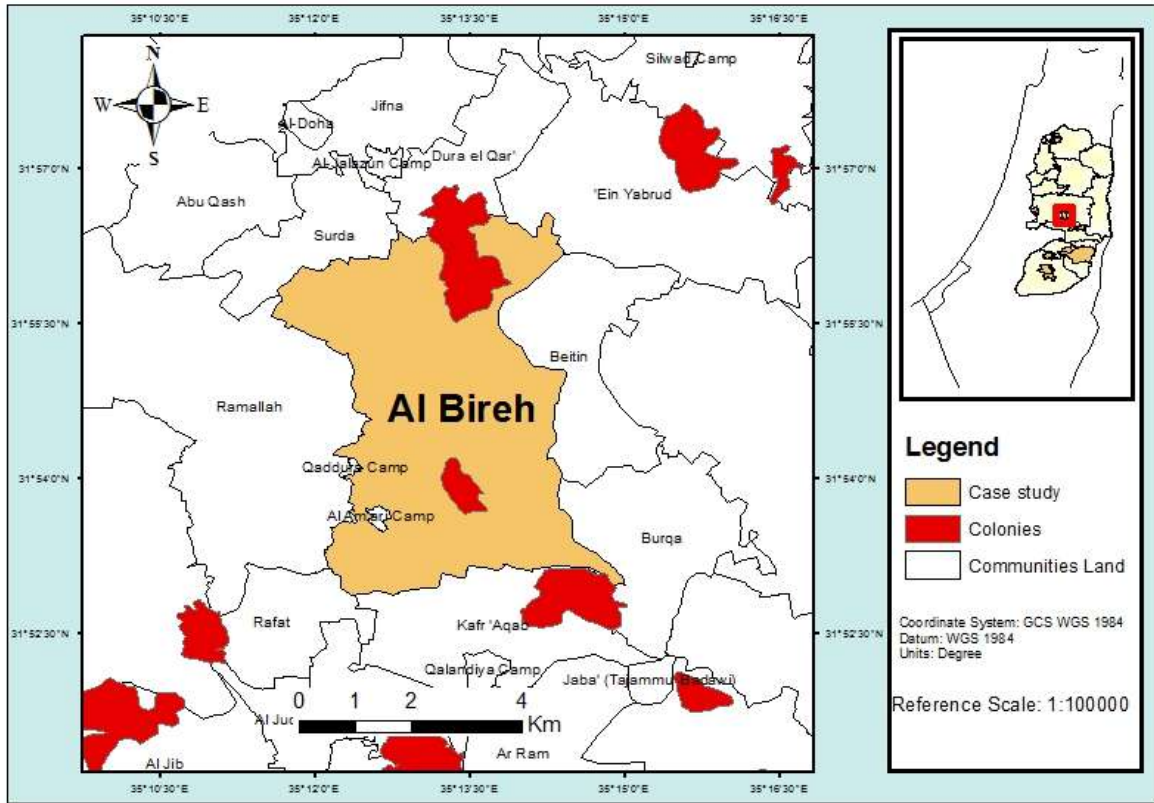 35°10'30"E 35°12'0"E 35°13'30"E 35°15'0"E 35°16'30"E
N
W E
S
Silwad Camp
Jifna
Al-Doha
Al-Jalazun Camp
Dura el Qar'
31°57'0"N 31°57'0"N
'Ein Yabrud
Abu Qash
Surda
31°55'30"N 31°55'30"N
Beitin
Ramallah
Al Bireh
Qaddura Camp
31°54'0"N 31°54'0"N
Al Am'ari Camp
Burqa
Rafat
Kafr 'Aqab
31°52'30"N 31°52'30"N
Qalandiya Camp
Jaba' (Tajammu' Badawi)
0 1 2 4
Km
Al Jud
Ar Ram
Al Jib
35°10'30"E 35°12'0"E 35°13'30"E 35°15'0"E 35°16'30"E
Legend
Case study
Colonies
Communities Land
Coordinate System: GCS WGS 1984
Datum: WGS 1984
Units: Degree
Reference Scale: 1:100000